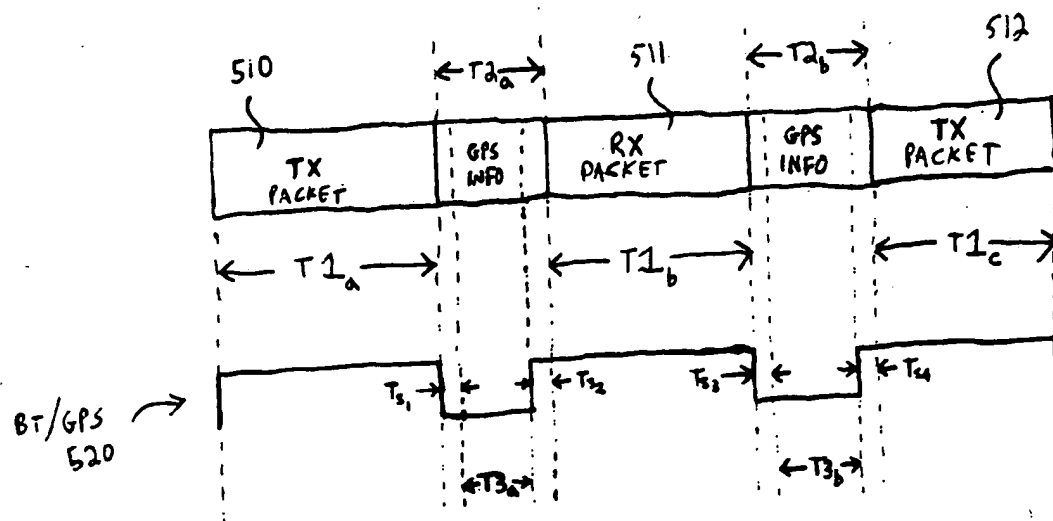 510
T2a
511
T2b
512
TX PACKET
GPS INFO
RX PACKET
GPS INFO
TX PACKET
T1a
T1b
T1c
Ts1
Ts2
Ts3
Ts4
BT/GPS
520
T3a
T3b